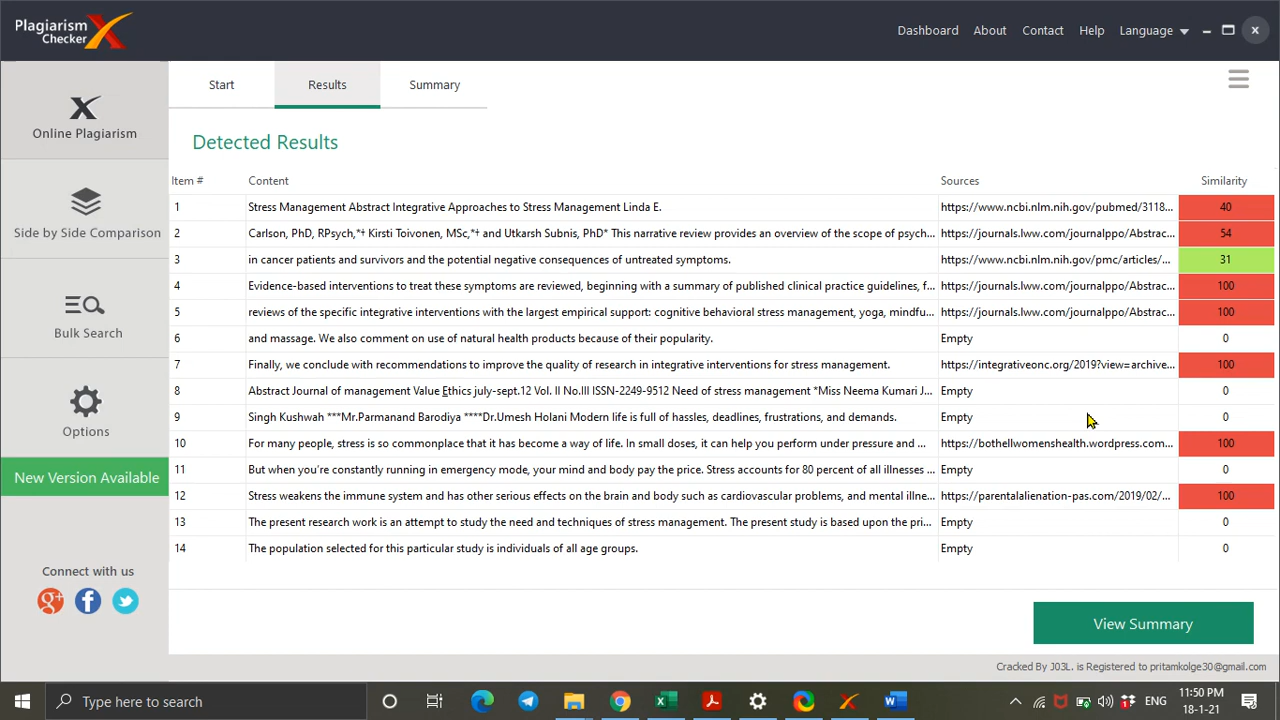 Plagiarism
Checker
Dashboard About Contact Help Language
Online Plagiarism
Side by Side Comparison
Bulk Search
Options
New Version Available
Connect with us
Start Results Summary
Detected Results
Item # Content Sources Similarity
1 Stress Management Abstract Integrative Approaches to Stress Management Linda E. https://www.ncbi.nlm.nih.gov/pubmed/3118... 40
2 Carlson, PhD, RPsych,*† Kirsti Toivonen, MSc,*† and Utkarsh Subnis, PhD* This narrative review provides an overview of the scope of psych... https://journals.lww.com/journalppo/Abstrac... 54
3 in cancer patients and survivors and the potential negative consequences of untreated symptoms. https://www.ncbi.nlm.nih.gov/pmc/articles/... 31
4 Evidence-based interventions to treat these symptoms are reviewed, beginning with a summary of published clinical practice guidelines, f... https://journals.lww.com/journalppo/Abstrac... 100
5 reviews of the specific integrative interventions with the largest empirical support: cognitive behavioral stress management, yoga, mindfu... https://journals.lww.com/journalppo/Abstrac... 100
6 and massage. We also comment on use of natural health products because of their popularity. Empty 0
7 Finally, we conclude with recommendations to improve the quality of research in integrative interventions for stress management. https://integrativeonc.org/2019?view=archive... 100
8 Abstract Journal of management Value Ethics july-sept.12 Vol. II No.III ISSN-2249-9512 Need of stress management *Miss Neema Kumari J... Empty 0
9 Singh Kushwah ***Mr.Parmanand Barodiya ****Dr.Umesh Holani Modern life is full of hassles, deadlines, frustrations, and demands. Empty 0
10 For many people, stress is so commonplace that it has become a way of life. In small doses, it can help you perform under pressure and ... https://bothellwomenshealth.wordpress.com... 100
11 But when you're constantly running in emergency mode, your mind and body pay the price. Stress accounts for 80 percent of all illnesses ... Empty 0
12 Stress weakens the immune system and has other serious effects on the brain and body such as cardiovascular problems, and mental illne... https://parentalalienation-pas.com/2019/02/... 100
13 The present research work is an attempt to study the need and techniques of stress management. The present study is based upon the pri... Empty 0
14 The population selected for this particular study is individuals of all age groups. Empty 0
View Summary
Cracked By J03L. is Registered to pritamkolge30@gmail.com
Type here to search
ENG
11:50 PM
18-1-21